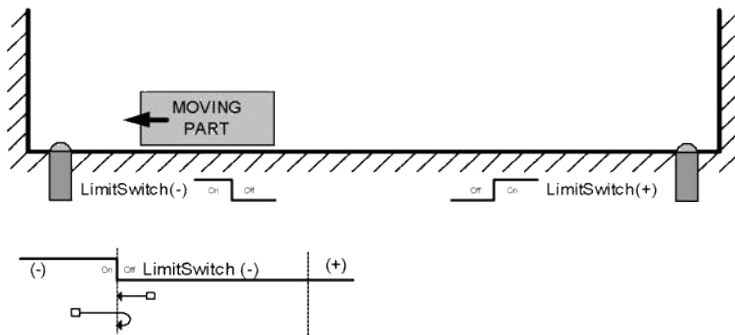 MOVING
PART
LimitSwitch(-)
On
Off
Off
On
LimitSwitch(+)
(-)
On
Off
LimitSwitch (-)
(+)